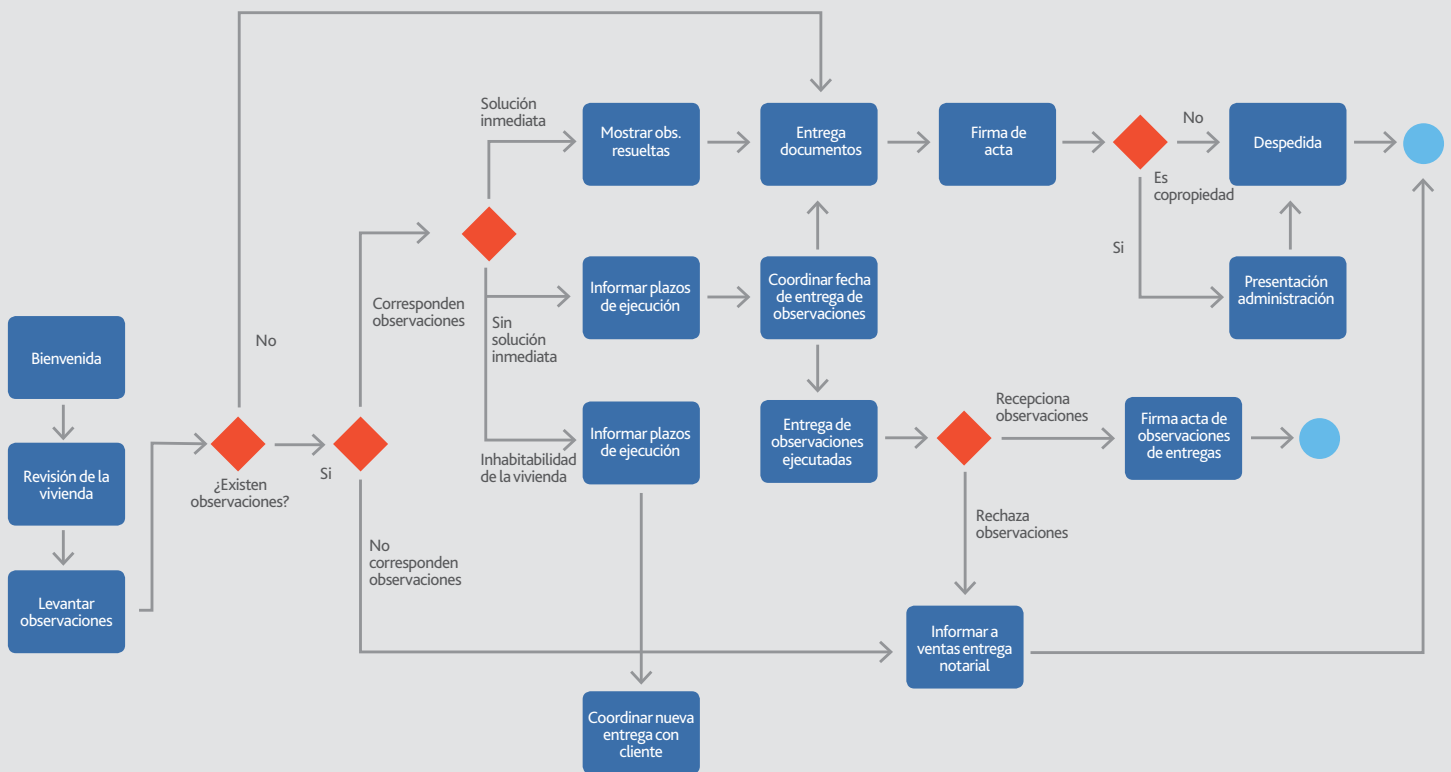 Solución
inmediata
Mostrar obs.
resueltas
Entrega
documentos
Firma de
acta
No
Despedida
Es
copropiedad
Si
Presentación
administración
Corresponden
observaciones
Informar plazos
de ejecución
Coordinar fecha
de entrega de
observaciones
Sin
solución
inmediata
Bienvenida
No
Revisión de la
vivienda
Levantar
observaciones
¿Existen
observaciones?
Si
Inhabitabilidad
de la vivienda
Informar plazos
de ejecución
Entrega de
observaciones
ejecutadas
Recepciona
observaciones
Firma acta de
observaciones
de entregas
Rechaza
observaciones
No
corresponden
observaciones
Informar a
ventas entrega
notarial
Coordinar nueva
entrega con
cliente